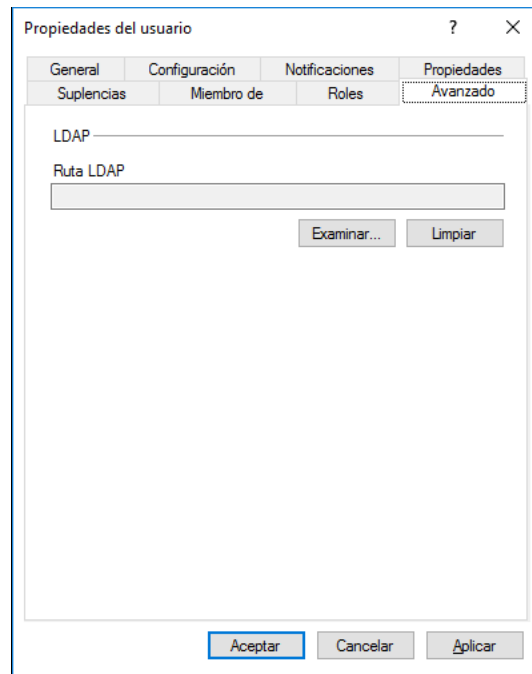 Propiedades del usuario ? ×
General Configuración Notificaciones Propiedades
Suplencias Miembro de Roles Avanzado
LDAP
Ruta LDAP
Examinar... Limpiar
Aceptar Cancelar Aplicar